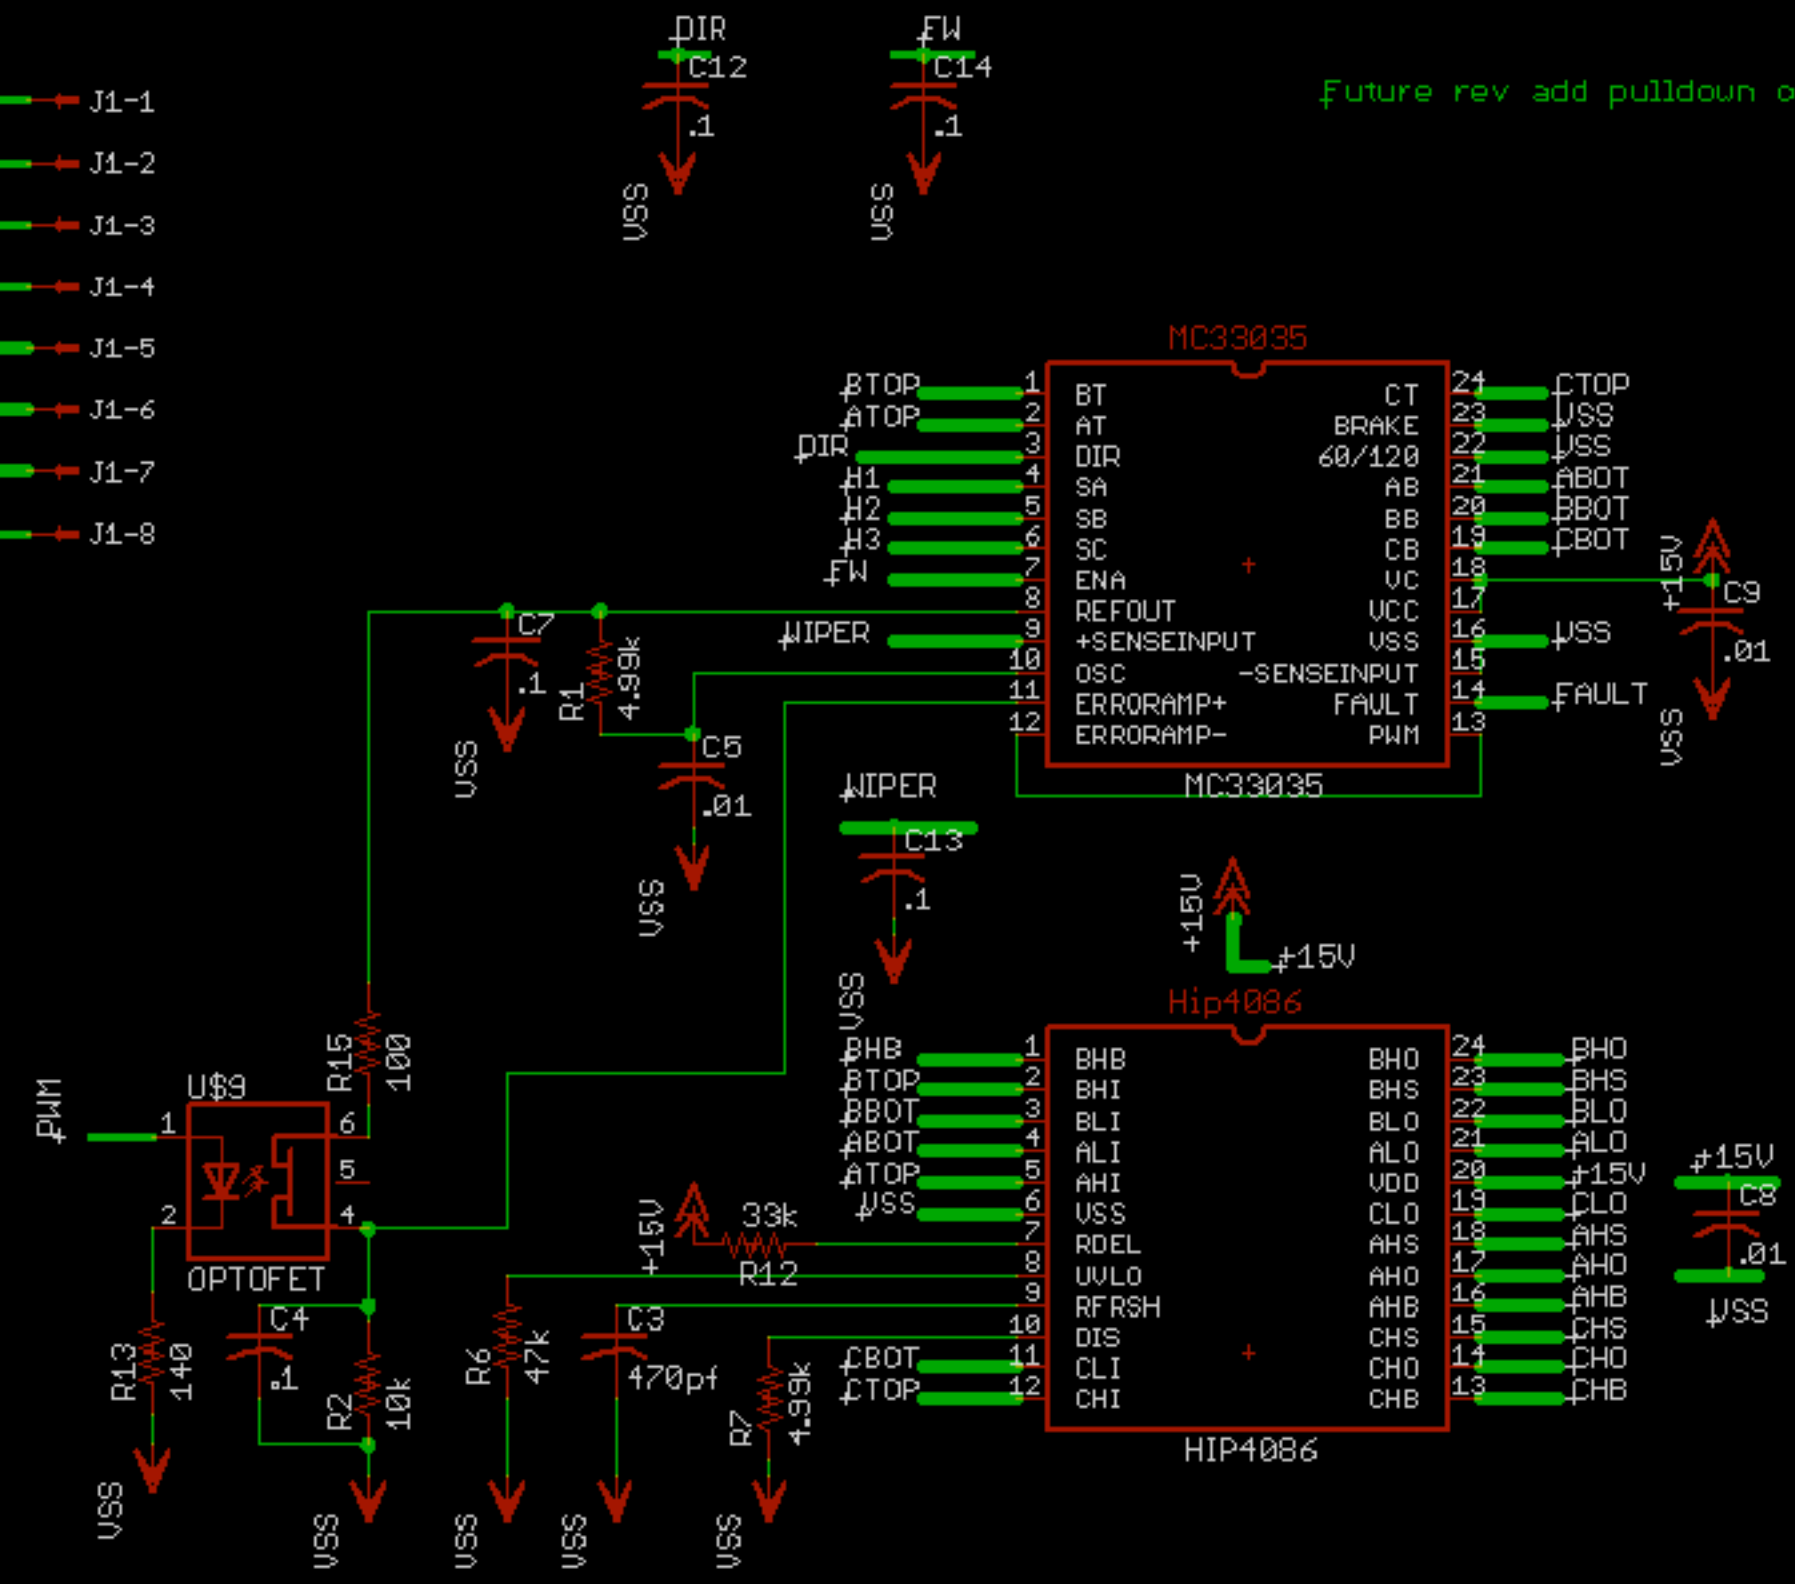 DIR
C12
.1
VSS
FW
C14
.1
VSS
Future rev add pulldown o
J1-1
J1-2
J1-3
J1-4
J1-5
J1-6
J1-7
J1-8
MC33035
BTOP 1 BT CT 24 CTOP
ATOP 2 AT BRAKE 23 VSS
DIR 3 DIR 60/120 22 VSS
H1 4 SA AB 21 ABOT
H2 5 SB BB 20 BBOT
H3 6 SC CB 19 CBOT
FW 7 ENA VC 18
8 REFOUT VCC 17
WIPER 9 +SENSEINPUT VSS 16 VSS
10 OSC -SENSEINPUT 15
11 ERRORAMP+ FAULT 14 FAULT
12 ERRORAMP- PWM 13
MC33035
+15V
C9
.01
VSS
C7
.1
VSS
R1
4.99k
C5
.01
VSS
WIPER
C13
.1
VSS
+15V
+15V
Hip4086
BHB 1 BHB BHO 24 BHO
BTOP 2 BHI BHS 23 BHS
BBOT 3 BLI BLO 22 BLO
ABOT 4 ALI ALO 21 ALO
ATOP 5 AHI VDD 20 +15V
VSS 6 VSS CLO 19 CLO
7 RDEL AHS 18 AHS
8 UVLO AHO 17 AHO
9 RFRSH AHB 16 AHB
10 DIS CHS 15 CHS
CBOT 11 CLI CHO 14 CHO
CTOP 12 CHI CHB 13 CHB
HIP4086
+15V
C8
.01
VSS
R15
100
PWM
U$9
1
2
6
5
4
OPTOFET
R13
140
VSS
C4
.1
R2
10k
VSS
+15V
33k
R12
R6
47k
VSS
C3
470pf
VSS
R7
4.99k
VSS